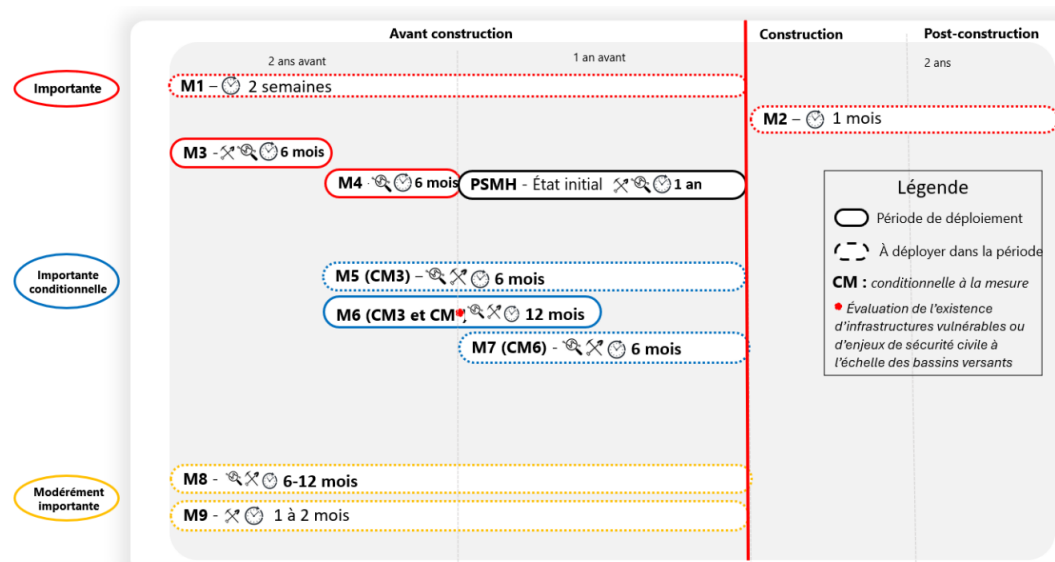 Avant construction
Construction
Post-construction
2 ans avant
1 an avant
2 ans
Importante
M1 – 2 semaines
M2 – 1 mois
M3 - 6 mois
M4 - 6 mois
PSMH - État initial 1 an
Légende
Période de déploiement
À déployer dans la période
CM : conditionnelle à la mesure
Évaluation de l'existence
d'infrastructures vulnérables ou
d'enjeux de sécurité civile à
l'échelle des bassins versants
Importante
conditionnelle
M5 (CM3) – 6 mois
M6 (CM3 et CM 12 mois
M7 (CM6) - 6 mois
Modérément
importante
M8 - 6-12 mois
M9 - 1 à 2 mois